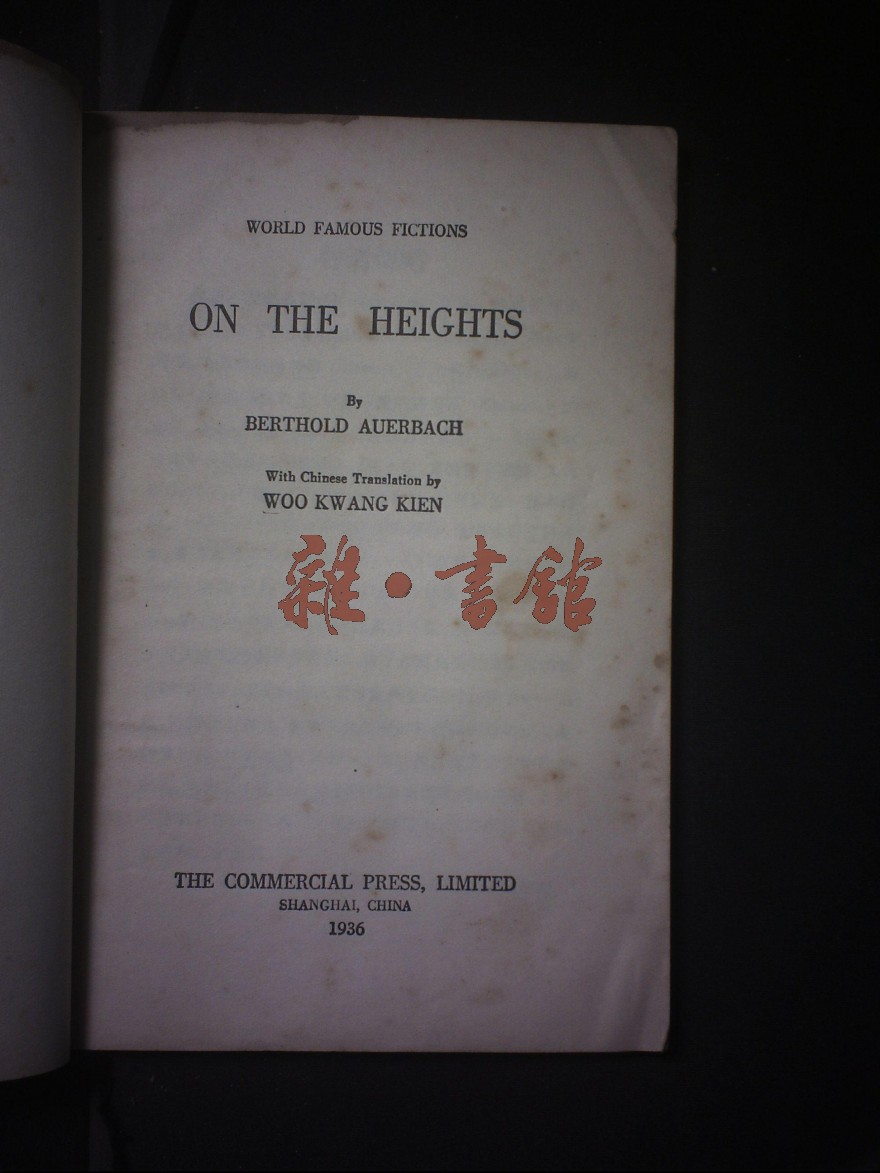 WORLD FAMOUS FICTIONS
ON THE HEIGHTS
By
BERTHOLD AUERBACH
With Chinese Translation by
WOO KWANG KIEN
雜·書館
THE COMMERCIAL PRESS, LIMITED
SHANGHAI, CHINA
1936